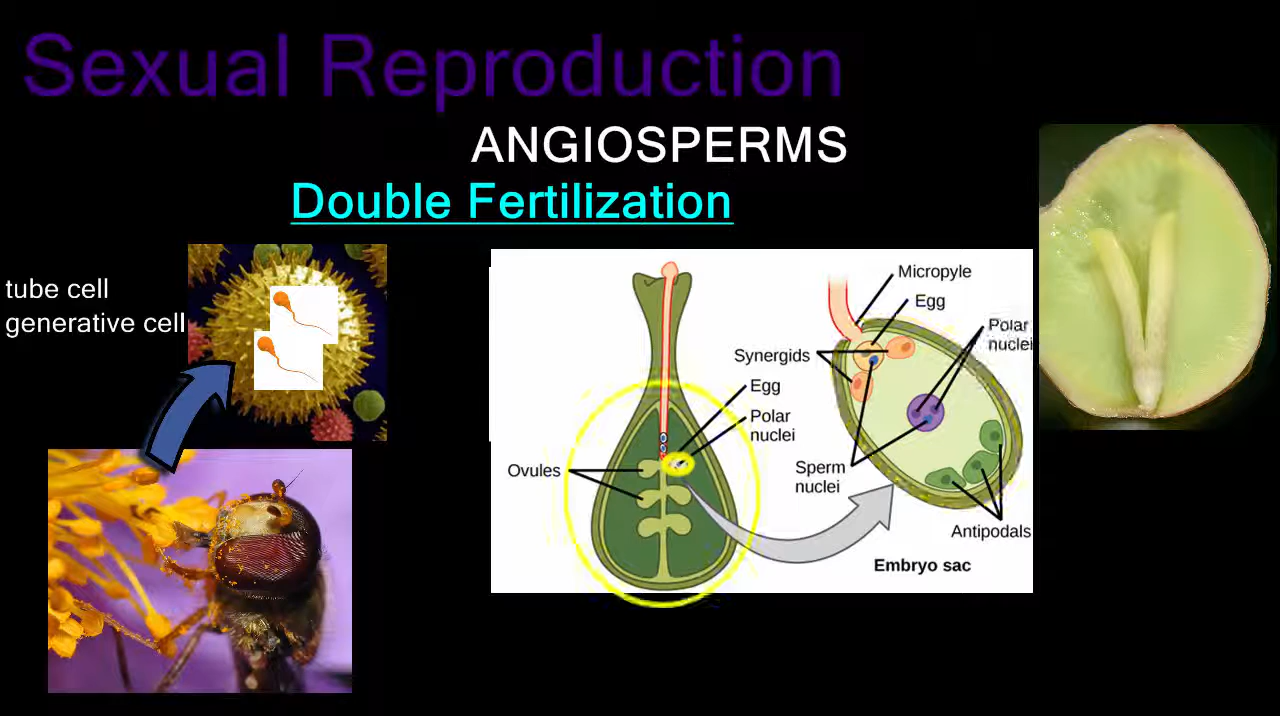 Sexual Reproduction
ANGIOSPERMS
Double Fertilization
tube cell
generative cell
Ovules
Egg
Polar
nuclei
Micropyle
Egg
Polar
nuclei
Synergids
Sperm
nuclei
Antipodals
Embryo sac